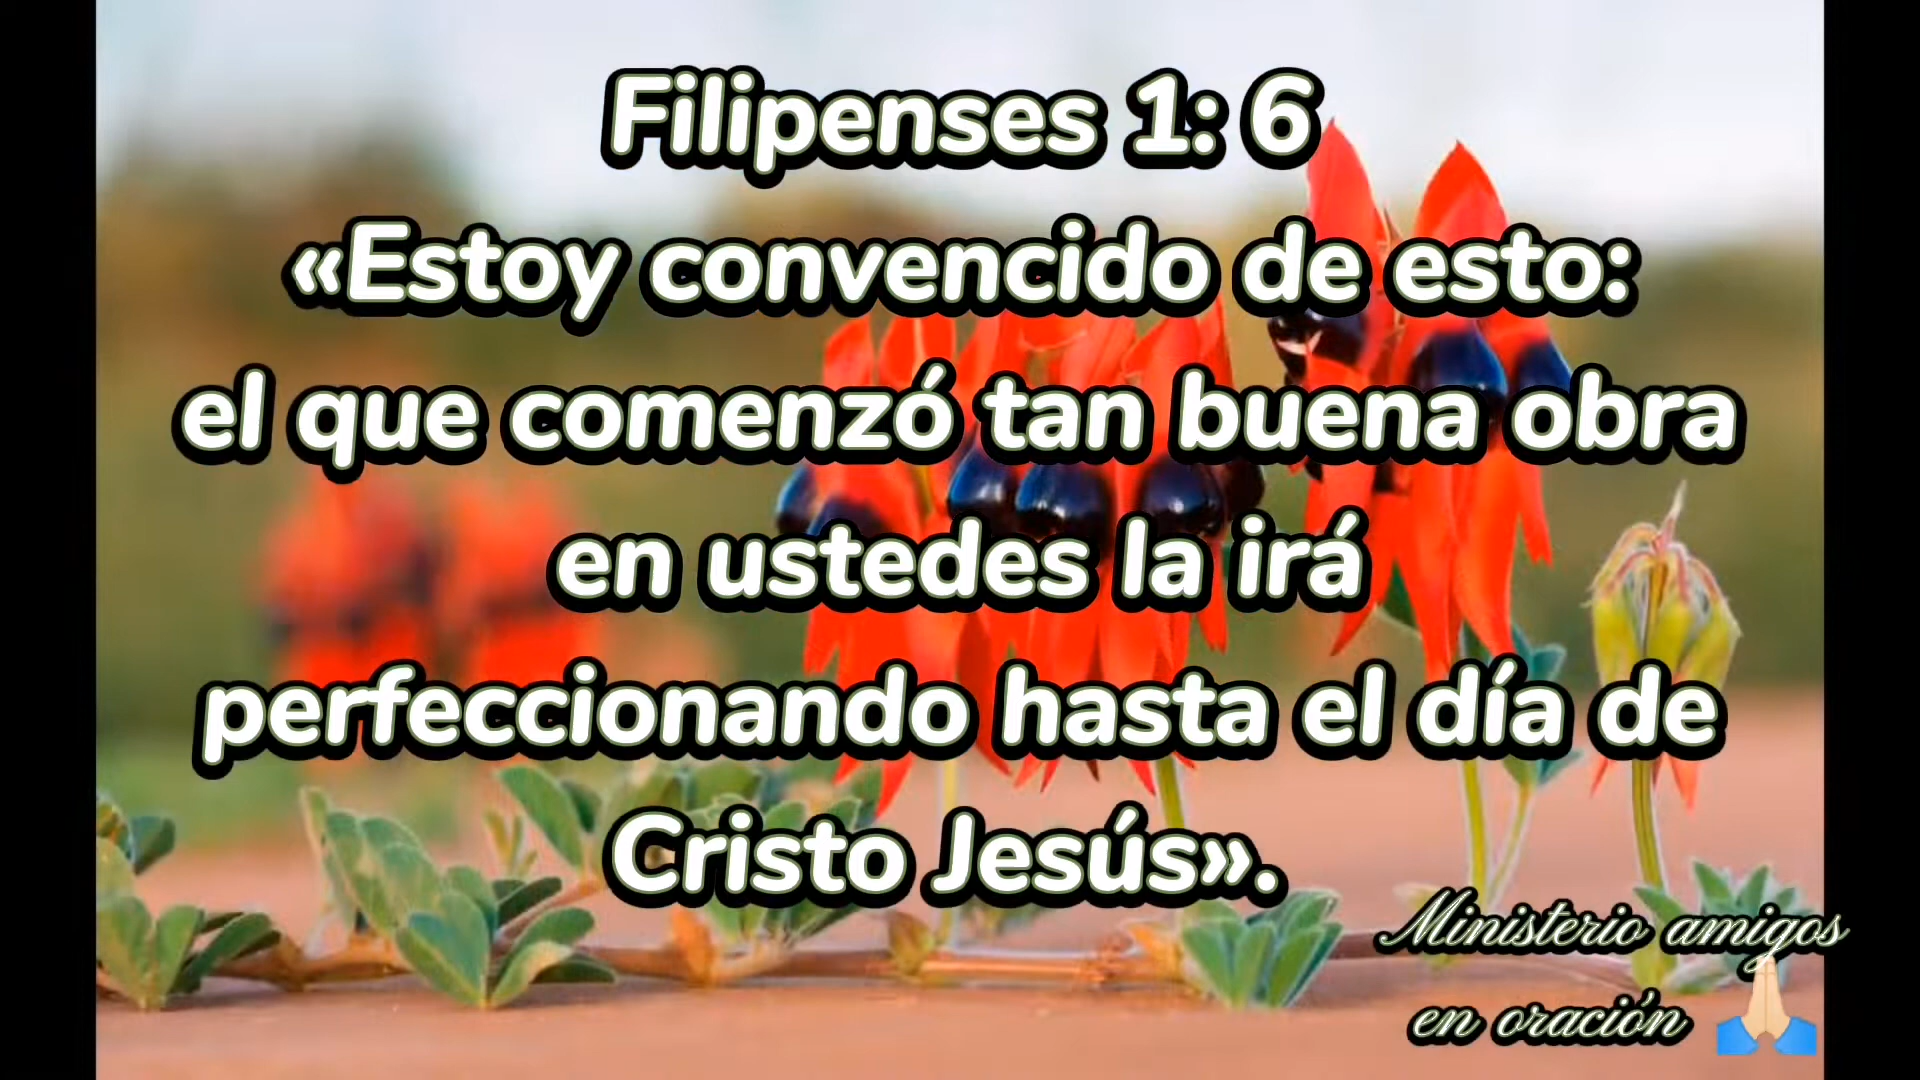 Filipenses 1: 6
«Estoy convencido de esto:
el que comenzó tan buena obra
en ustedes la irá
perfeccionando hasta el día de
Cristo Jesús».
Ministerio amigos
en oración 🙏🏻